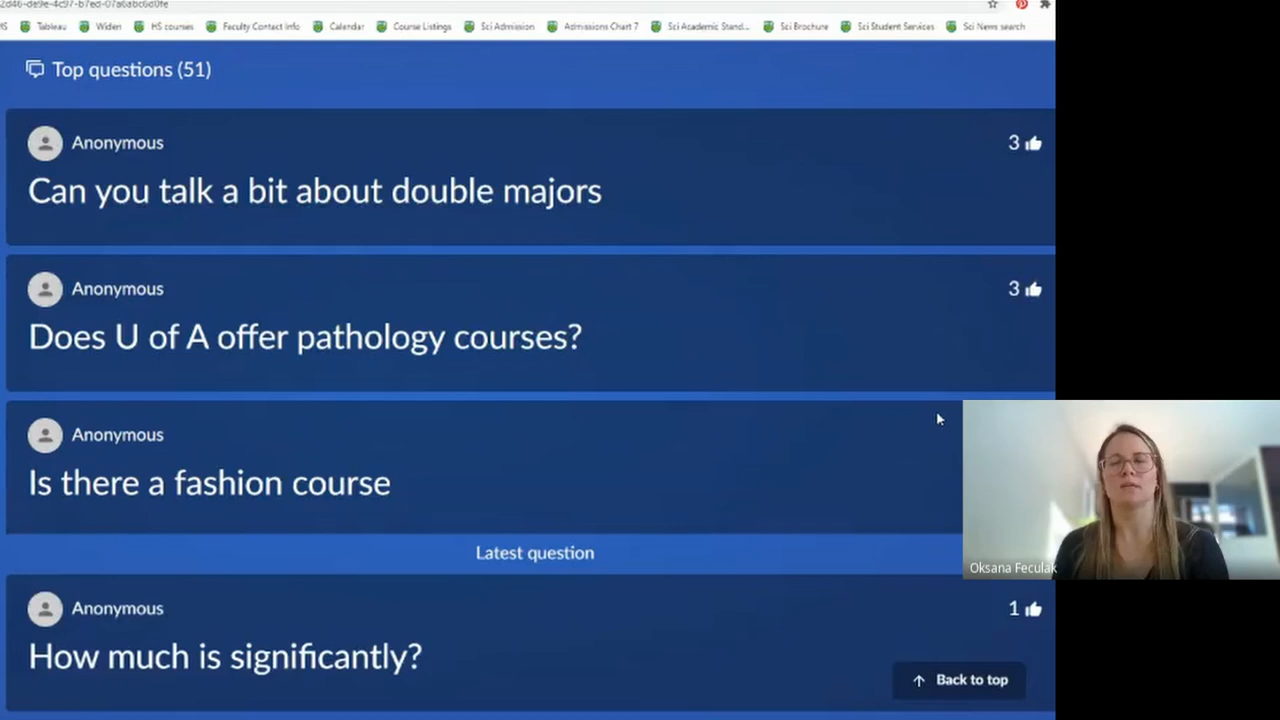 Tableau Widen HS courses Faculty Contact Info Calendar Course Listings Sci Admission Admissions Chart 7 Sci Academic Stand... Sci Brochure Sci Student Services Sci News search
Top questions (51)
Anonymous 3
Can you talk a bit about double majors
Anonymous 3
Does U of A offer pathology courses?
Anonymous
Is there a fashion course
Oksana Feculak
Latest question
Anonymous 1
How much is significantly?
Back to top